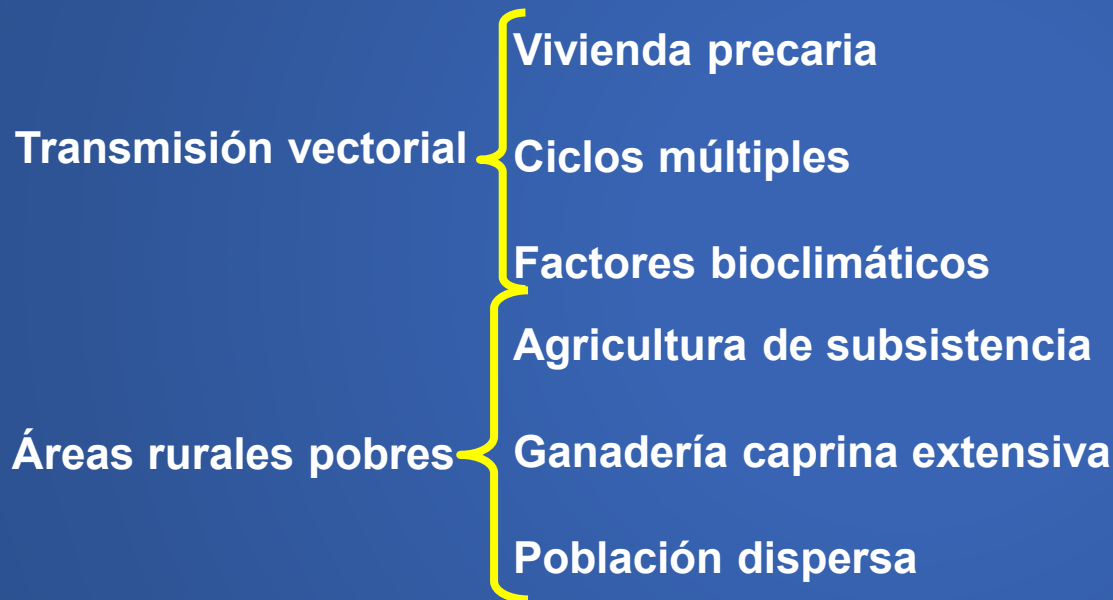 Transmisión vectorial
Vivienda precaria
Ciclos múltiples
Factores bioclimáticos
Áreas rurales pobres
Agricultura de subsistencia
Ganadería caprina extensiva
Población dispersa